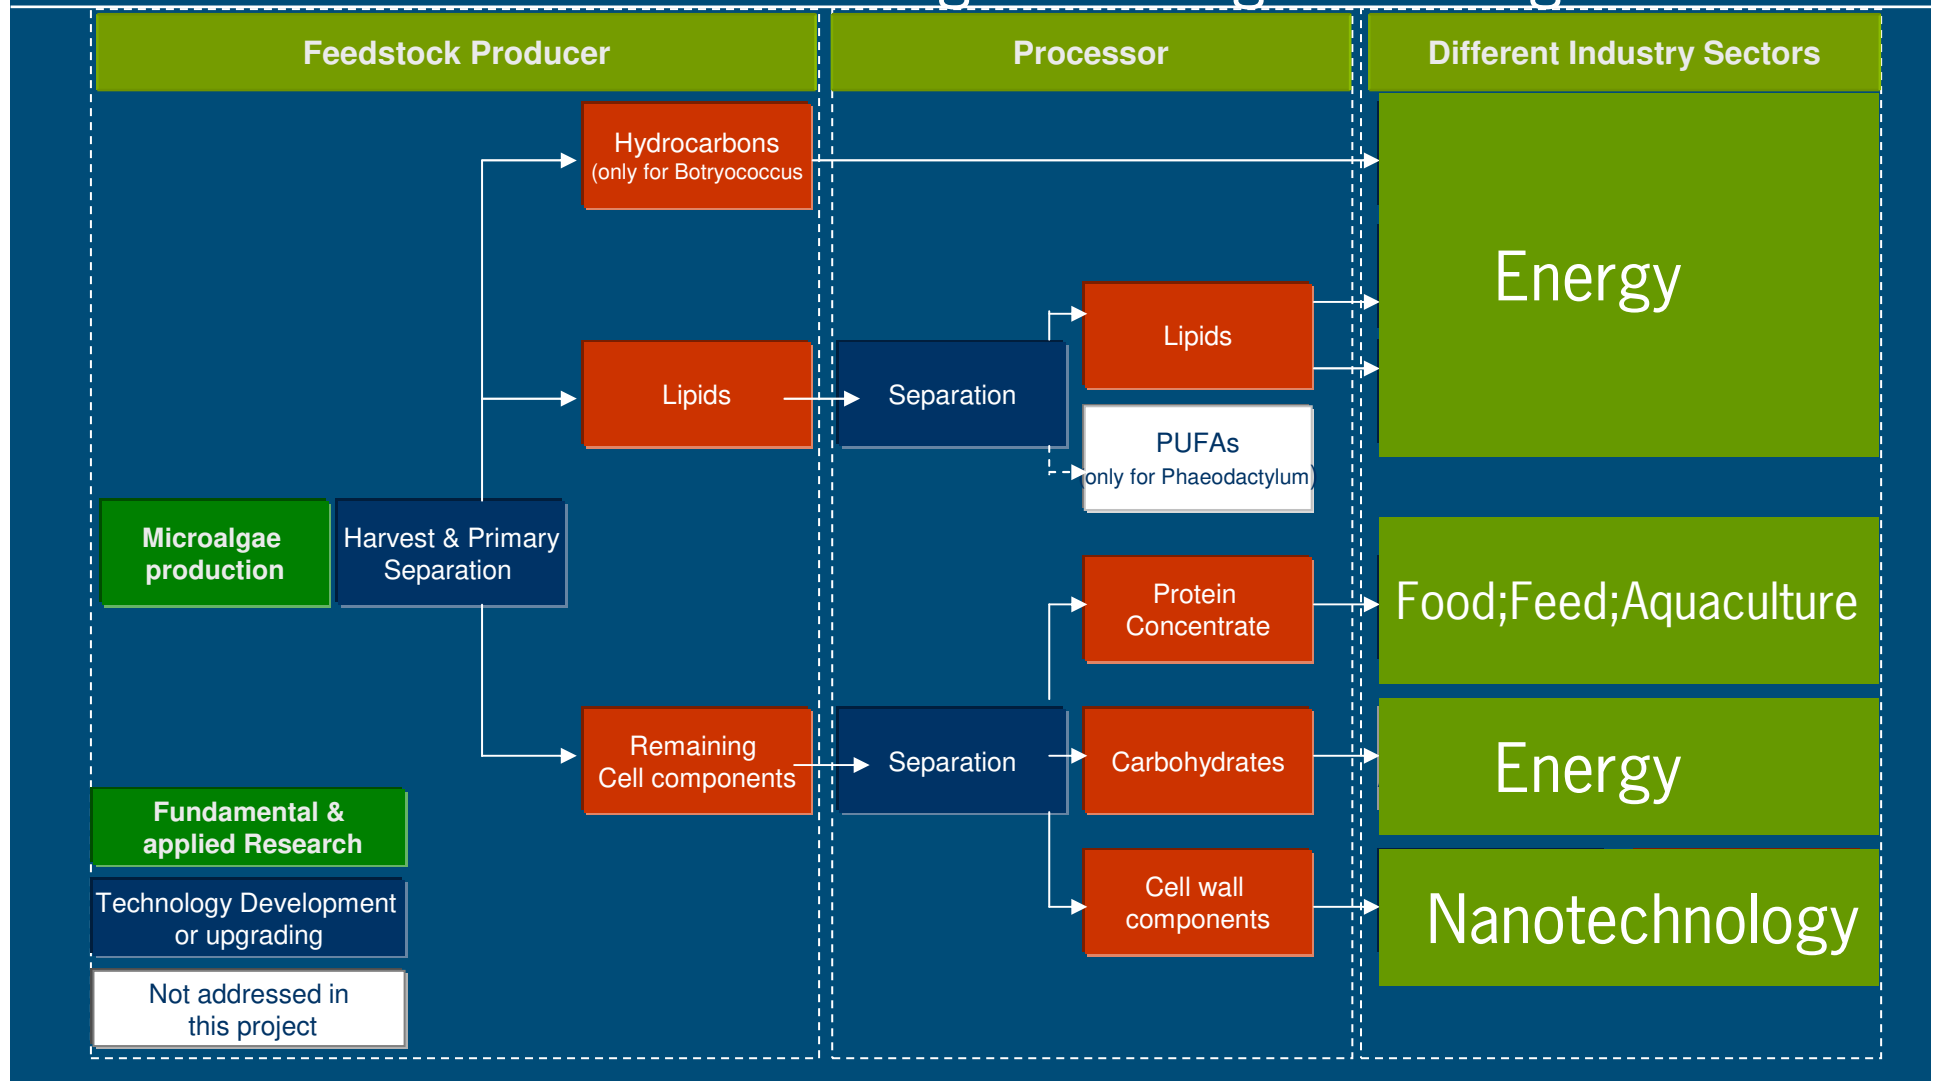 Feedstock Producer
Processor
Different Industry Sectors
Hydrocarbons
(only for Botryococcus
Energy
Lipids
Lipids
Separation
PUFAs
(only for Phaeodactylum)
Microalgae
production
Harvest & Primary
Separation
Protein
Concentrate
Food;Feed;Aquaculture
Remaining
Cell components
Separation
Carbohydrates
Energy
Cell wall
components
Nanotechnology
Fundamental &
applied Research
Technology Development
or upgrading
Not addressed in
this project